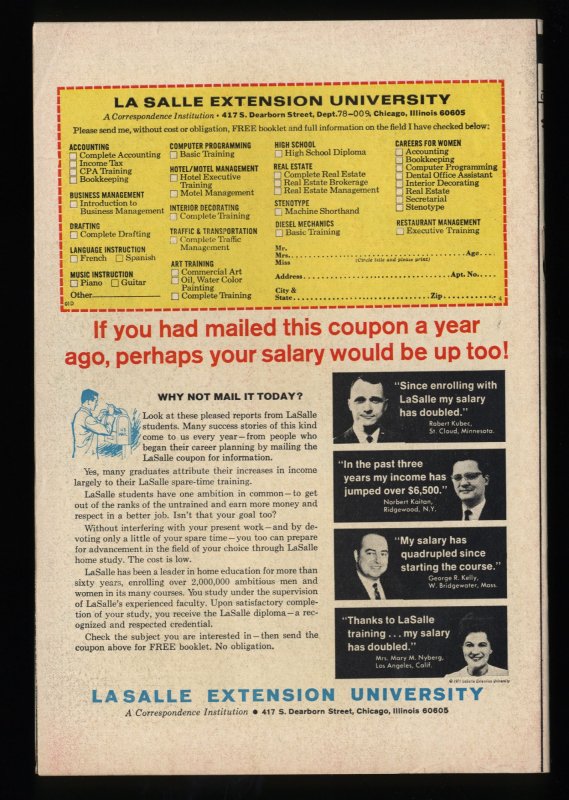 LA SALLE EXTENSION UNIVERSITY
A Correspondence Institution • 417 S. Dearborn Street, Dept. 78-009, Chicago, Illinois 60605
Please send me, without cost or obligation, FREE booklet and full information on the field I have checked below:
ACCOUNTING
Complete Accounting
Income Tax
CPA Training
Bookkeeping
BUSINESS MANAGEMENT
Introduction to
Business Management
DRAFTING
Complete Drafting
LANGUAGE INSTRUCTION
French Spanish
MUSIC INSTRUCTION
Piano Guitar
Other
COMPUTER PROGRAMMING
Basic Training
HOTEL/MOTEL MANAGEMENT
Hotel Executive
Training
Motel Management
INTERIOR DECORATING
Complete Training
TRAFFIC & TRANSPORTATION
Complete Traffic
Management
ART TRAINING
Commercial Art
Oil, Water Color
Painting
Complete Training
HIGH SCHOOL
High School Diploma
REAL ESTATE
Complete Real Estate
Real Estate Brokerage
Real Estate Management
STENOTYPE
Machine Shorthand
DIESEL MECHANICS
Basic Training
CAREERS FOR WOMEN
Accounting
Bookkeeping
Computer Programming
Dental Office Assistant
Interior Decorating
Real Estate
Secretarial
Stenotype
RESTAURANT MANAGEMENT
Executive Training
Mr.
Mrs. Age
Miss (Circle title and please print)
Address Apt. No.
City &
State Zip
If you had mailed this coupon a year
ago, perhaps your salary would be up too!
WHY NOT MAIL IT TODAY?
Look at these pleased reports from LaSalle
students. Many success stories of this kind
come to us every year—from people who
began their career planning by mailing the
LaSalle coupon for information.
Yes, many graduates attribute their increases in income
largely to their LaSalle spare-time training.
LaSalle students have one ambition in common—to get
out of the ranks of the untrained and earn more money and
respect in a better job. Isn't that your goal too?
Without interfering with your present work—and by de-
voting only a little of your spare time—you too can prepare
for advancement in the field of your choice through LaSalle
home study. The cost is low.
LaSalle has been a leader in home education for more than
sixty years, enrolling over 2,000,000 ambitious men and
women in its many courses. You study under the supervision
of LaSalle's experienced faculty. Upon satisfactory comple-
tion of your study, you receive the LaSalle diploma—a rec-
ognized and respected credential.
Check the subject you are interested in—then send the
coupon above for FREE booklet. No obligation.
"Since enrolling with
LaSalle my salary
has doubled."
Robert Kubec,
St. Cloud, Minnesota.
"In the past three
years my income has
jumped over $6,500."
Norbert Kaitan,
Ridgewood, N.Y.
"My salary has
quadrupled since
starting the course."
George R. Kelly,
W. Bridgewater, Mass.
"Thanks to LaSalle
training . . . my salary
has doubled."
Mrs. Mary M. Nyberg,
Los Angeles, Calif.
© 1971 LaSalle Extension University
LA SALLE EXTENSION UNIVERSITY
A Correspondence Institution • 417 S. Dearborn Street, Chicago, Illinois 60605